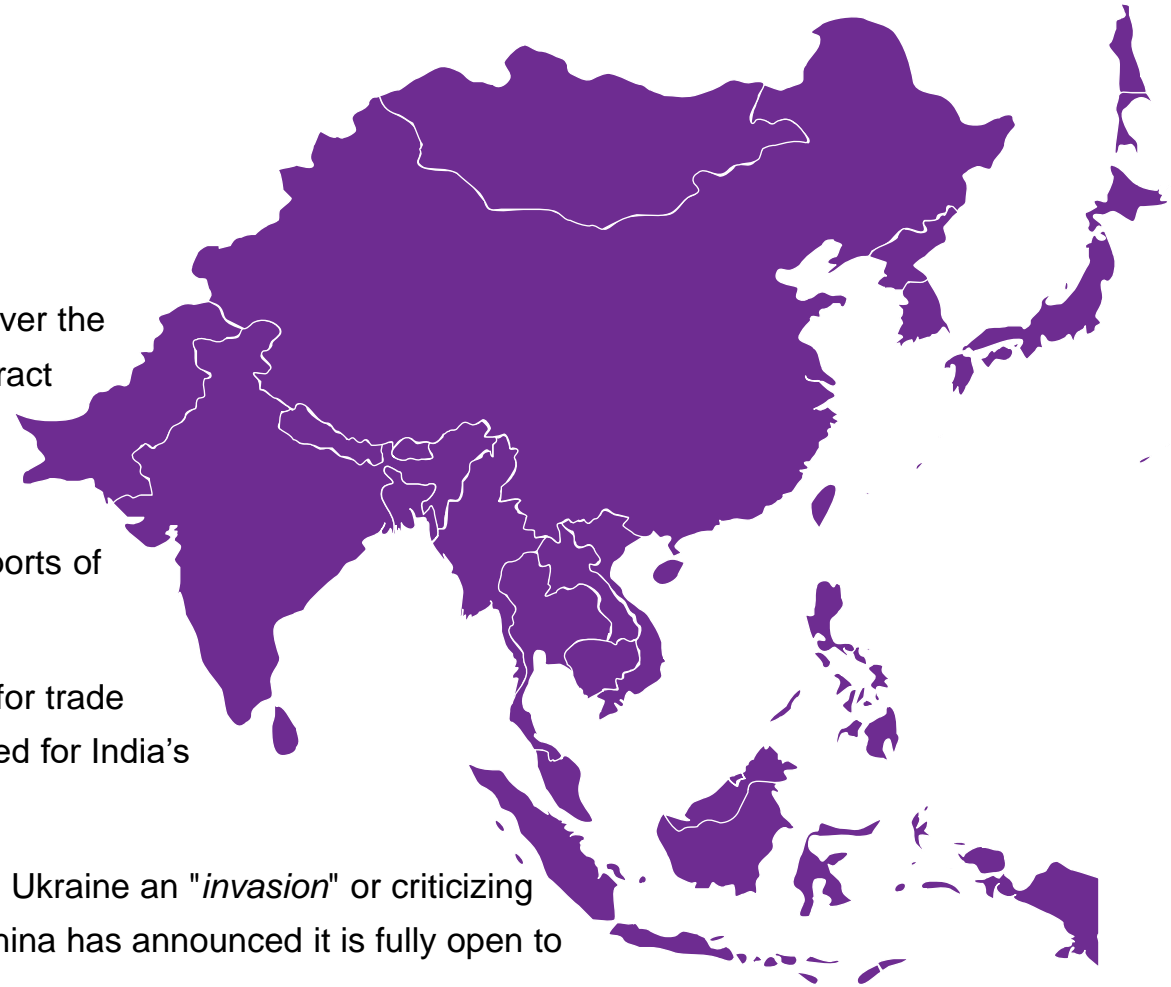 ver the
ract
orts of
for trade
ed for India’s
Ukraine an "invasion" or criticizing
hina has announced it is fully open to